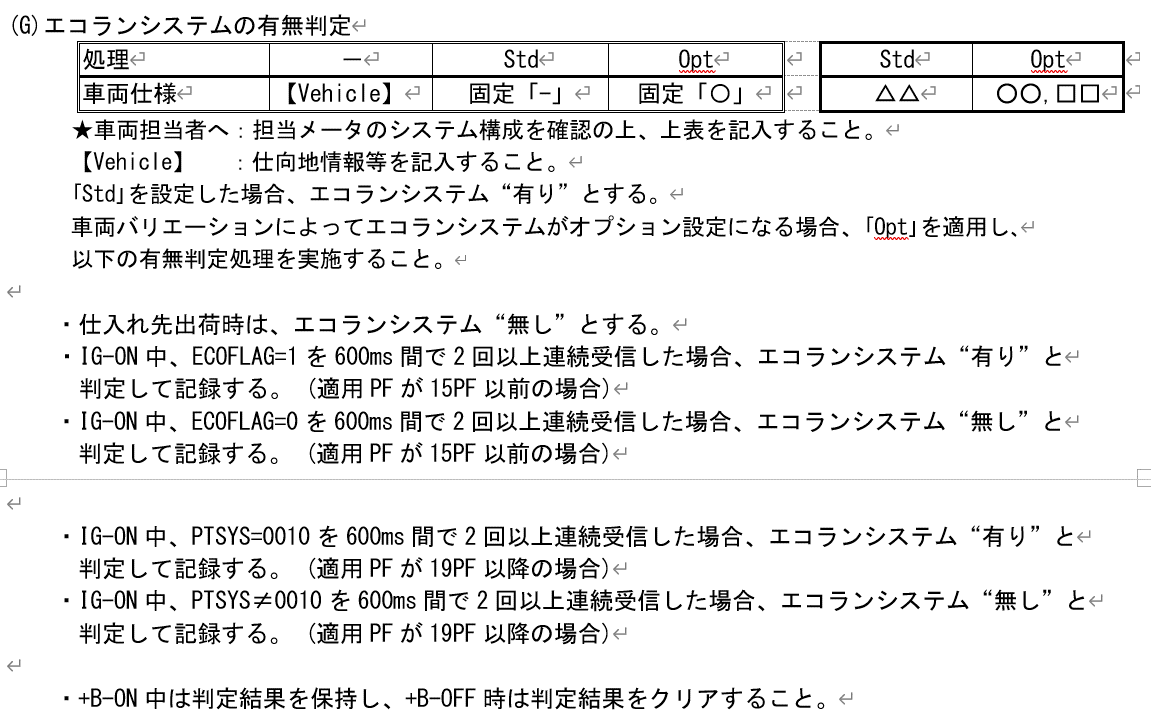 (G)エコランシステムの有無判定↵
処理↵ －↵ Std↵ Opt↵ ↵ Std↵ Opt↵ ↵
車両仕様↵ 【Vehicle】↵ 固定「-」↵ 固定「○」↵ ↵ △△↵ ○○,□□↵ ↵
★車両担当者へ：担当メータのシステム構成を確認の上、上表を記入すること。↵
【Vehicle】　　：仕向地情報等を記入すること。↵
「Std」を設定した場合、エコランシステム“有り”とする。↵
車両バリエーションによってエコランシステムがオプション設定になる場合、「Opt」を適用し、↵
以下の有無判定処理を実施すること。↵
↵
・仕入れ先出荷時は、エコランシステム“無し”とする。↵
・IG-ON 中、ECOFLAG=1 を 600ms 間で 2 回以上連続受信した場合、エコランシステム“有り”と↵
判定して記録する。（適用 PF が 15PF 以前の場合）↵
・IG-ON 中、ECOFLAG=0 を 600ms 間で 2 回以上連続受信した場合、エコランシステム“無し”と↵
判定して記録する。（適用 PF が 15PF 以前の場合）↵
↵
・IG-ON 中、PTSYS=0010 を 600ms 間で 2 回以上連続受信した場合、エコランシステム“有り”と↵
判定して記録する。（適用 PF が 19PF 以降の場合）↵
・IG-ON 中、PTSYS≠0010 を 600ms 間で 2 回以上連続受信した場合、エコランシステム“無し”と↵
判定して記録する。（適用 PF が 19PF 以降の場合）↵
↵
・+B-ON 中は判定結果を保持し、+B-OFF 時は判定結果をクリアすること。↵